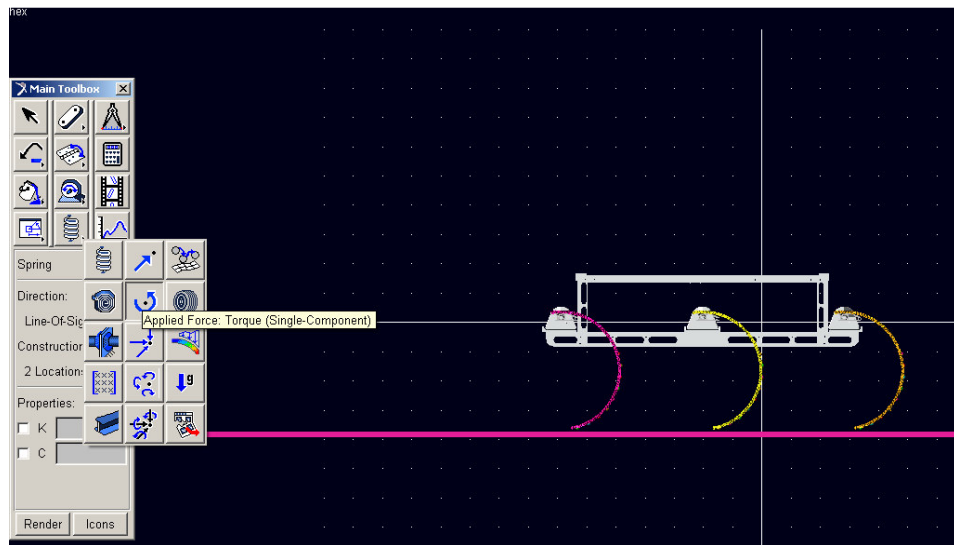 hex
Main Toolbox
Spring
Direction:
Line-Of-Sig
Applied Force: Torque (Single-Component)
Construction
2 Location
Properties:
K
C
g
Render
Icons